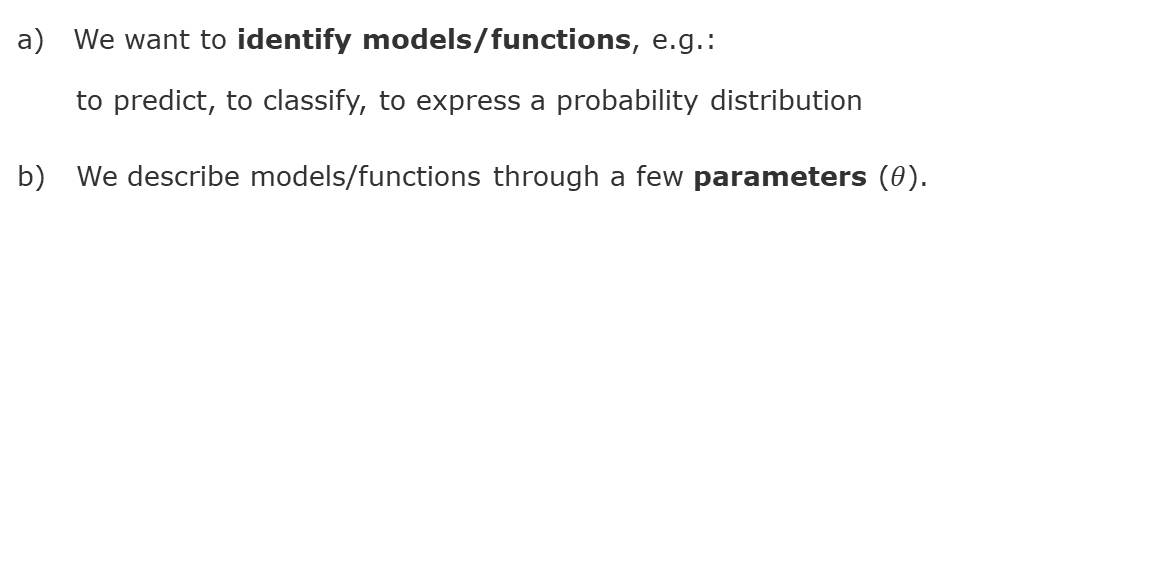 a) We want to identify models/functions, e.g.:
to predict, to classify, to express a probability distribution
b) We describe models/functions through a few parameters (θ).